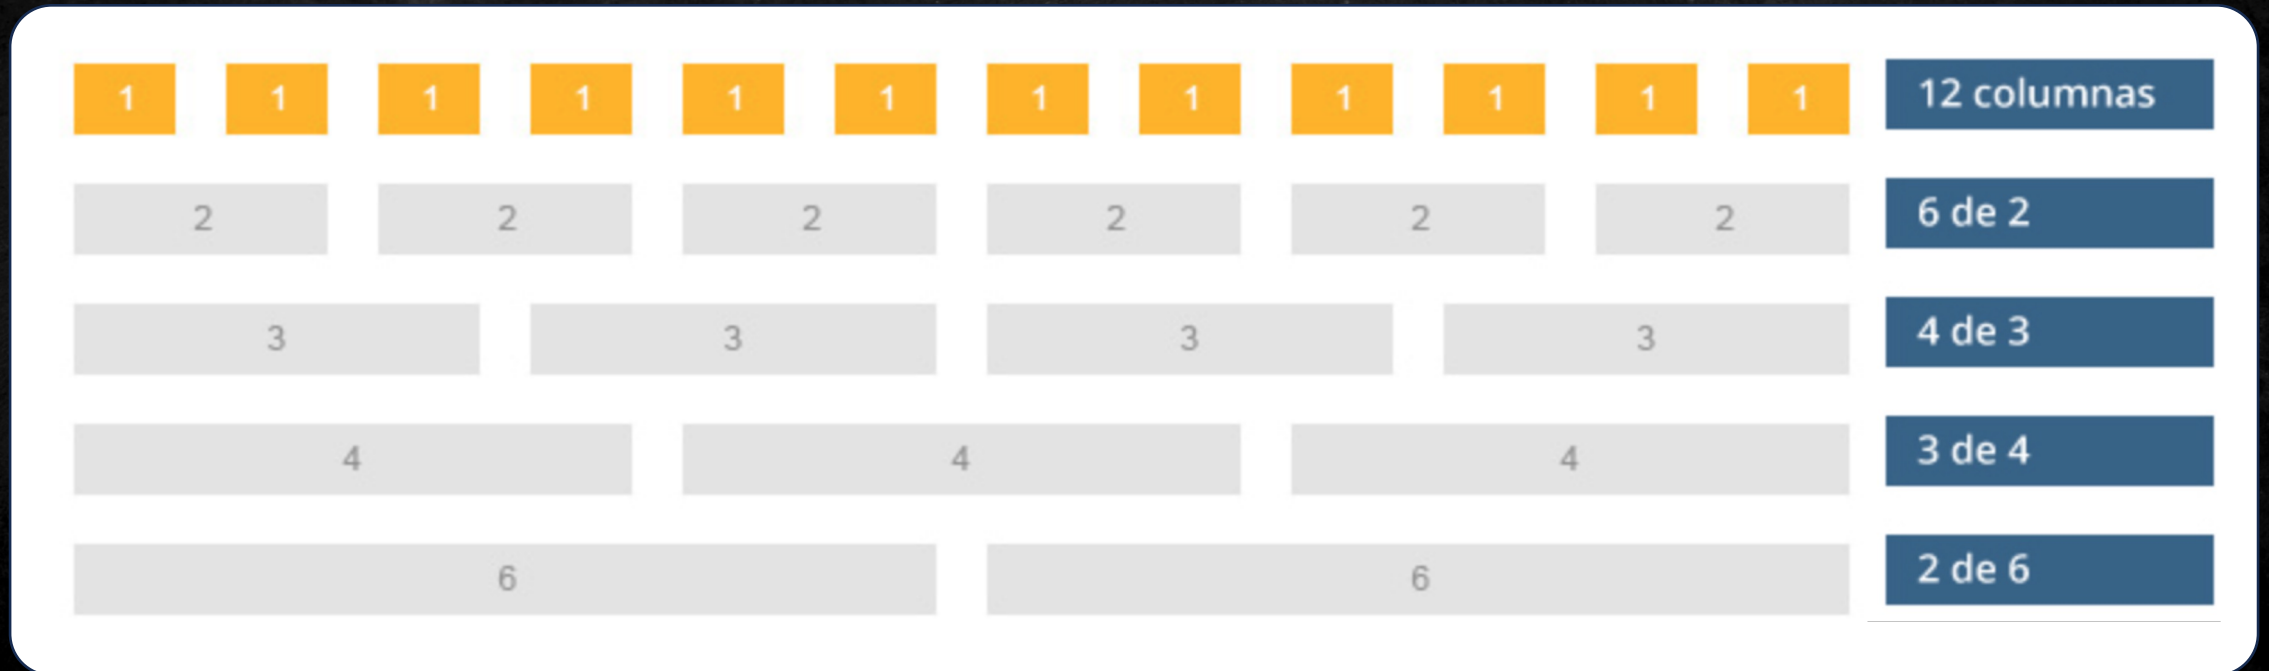 1 1 1 1 1 1 1 1 1 1 1 1 12 columnas
2 2 2 2 2 2 6 de 2
3 3 3 3 4 de 3
4 4 4 3 de 4
6 6 2 de 6